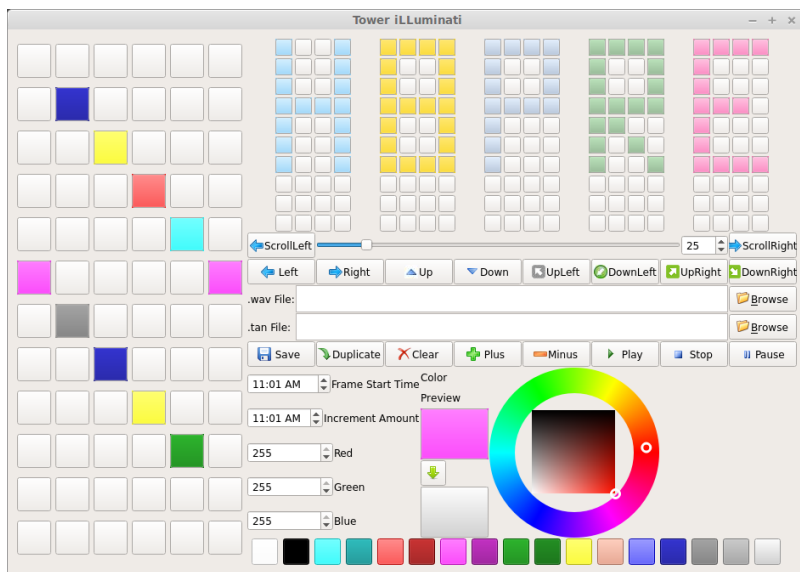 Tower iLLuminati
ScrollLeft 25 ScrollRight
Left Right Up Down UpLeft DownLeft UpRight DownRight
.wav File: Browse
.tan File: Browse
Save Duplicate Clear Plus Minus Play Stop Pause
11:01 AM Frame Start Time Color
Preview
11:01 AM Increment Amount
255 Red
255 Green
255 Blue